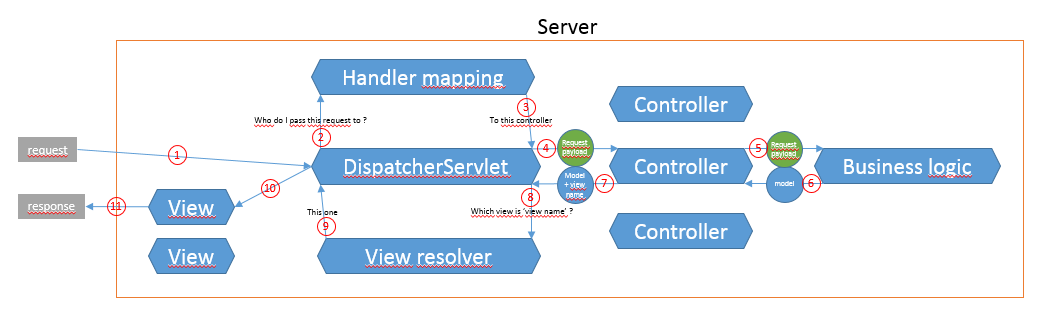 Server
Handler mapping
3
Controller
Who do I pass this request to ?
To this controller
2
request
1
DispatcherServlet
4
Request
payload
Controller
5
Request
payload
Business logic
Model
+ view
name
7
model
6
10
8
response
11
View
This one
Which view is 'view name' ?
9
Controller
View
View resolver